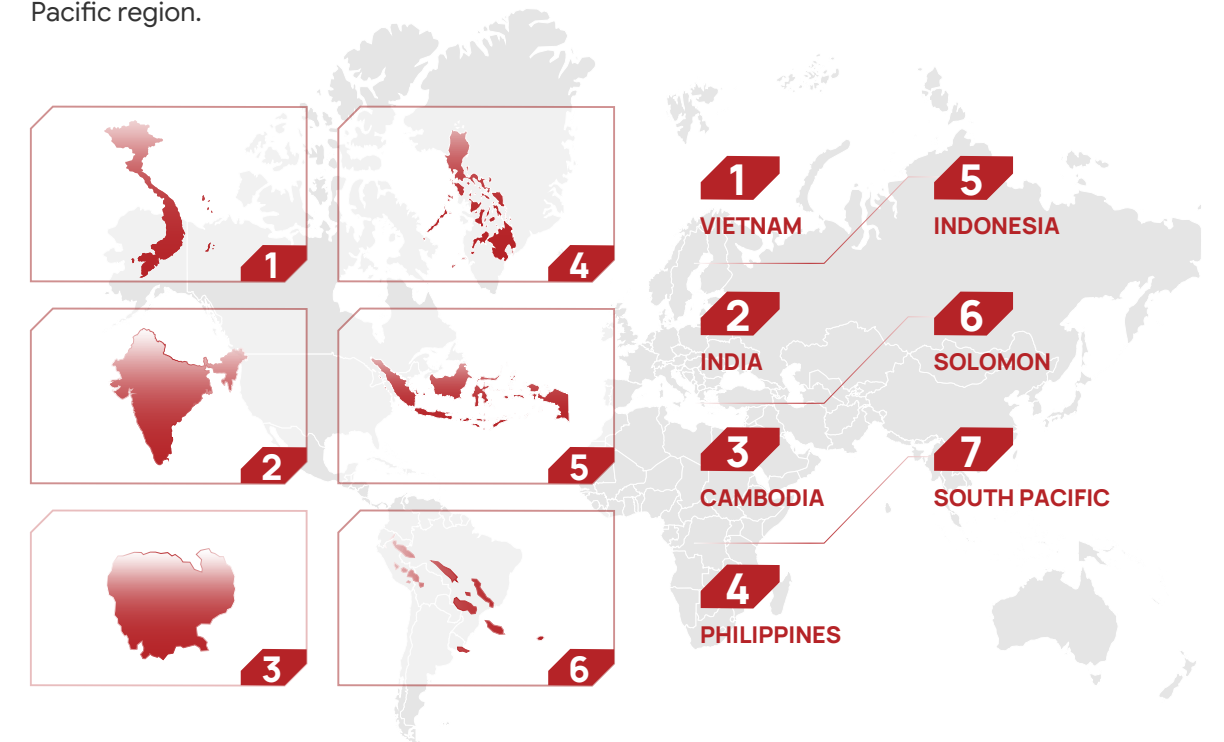 Pacific region.
1
4
2
5
3
6
1
VIETNAM
2
INDIA
3
CAMBODIA
4
PHILIPPINES
5
INDONESIA
6
SOLOMON
7
SOUTH PACIFIC